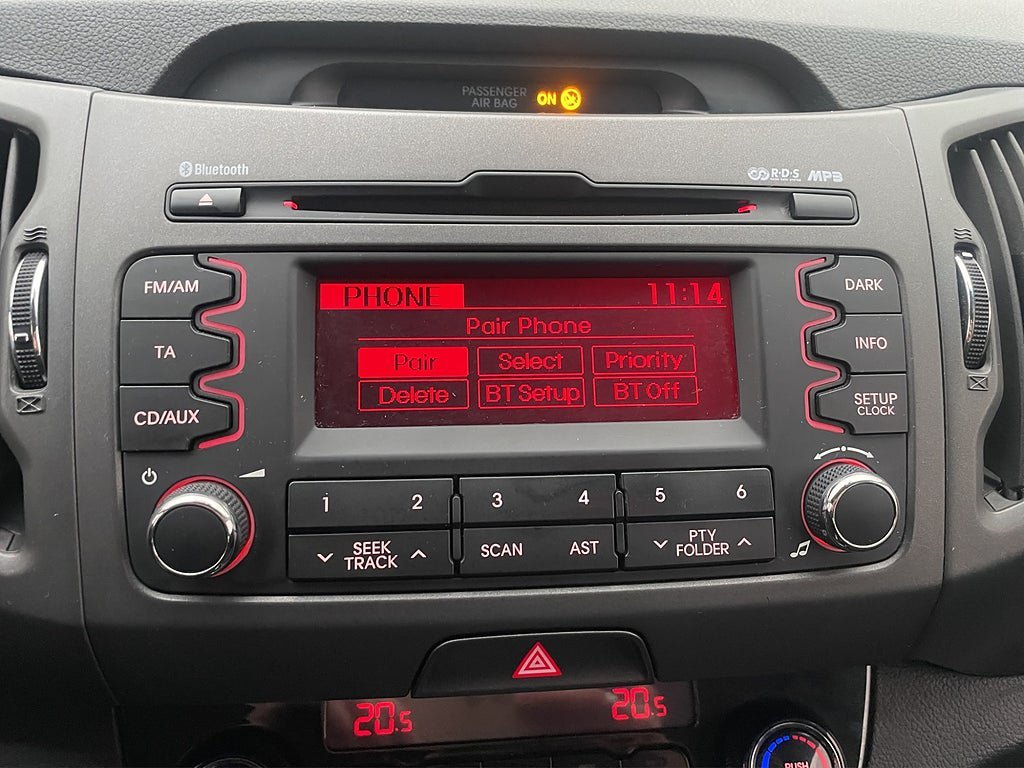 PASSENGER
AIR BAG
ON
Bluetooth
R·D·S
MP3
FM/AM
TA
CD/AUX
PHONE 11:14
Pair Phone
Pair Select Priority
Delete BT Setup BT Off
DARK
INFO
SETUP
CLOCK
1 2 3 4 5 6
SEEK
TRACK
SCAN AST
PTY
FOLDER
20.5 20.5
PUSH